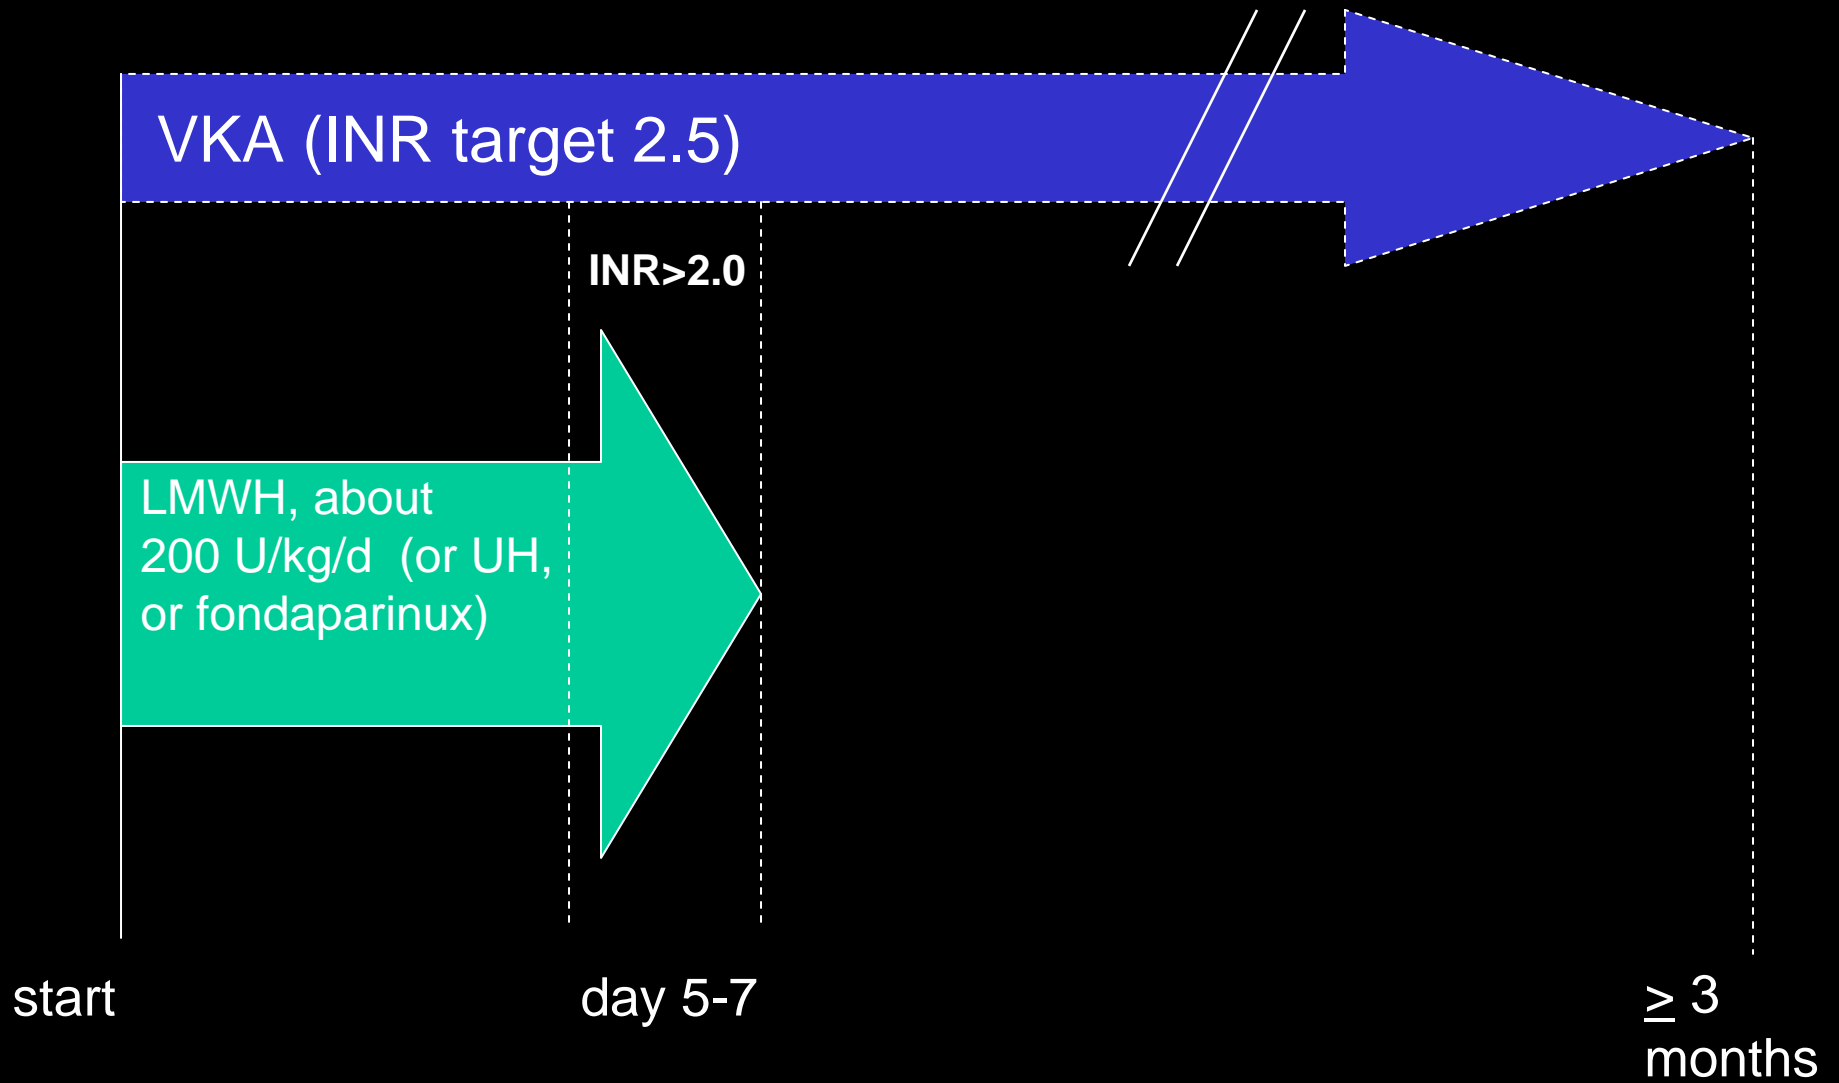 VKA (INR target 2.5)
INR>2.0
LMWH, about
200 U/kg/d  (or UH,
or fondaparinux)
start
day 5-7
≥ 3
months